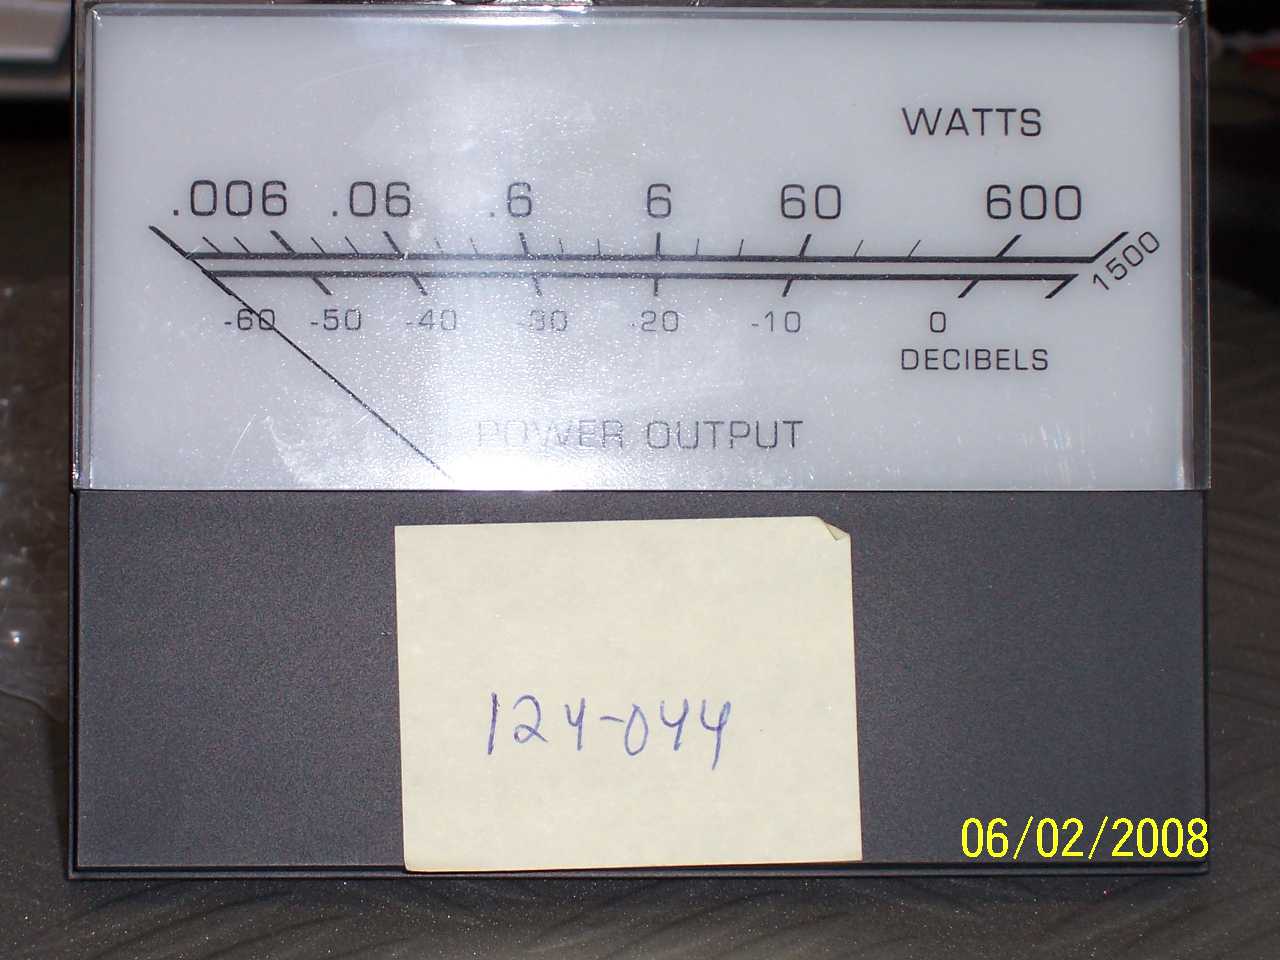 WATTS
.006 .06 .6 6 60 600
1500
-60 -50 -40 -30 -20 -10 0
DECIBELS
POWER OUTPUT
124-044
06/02/2008